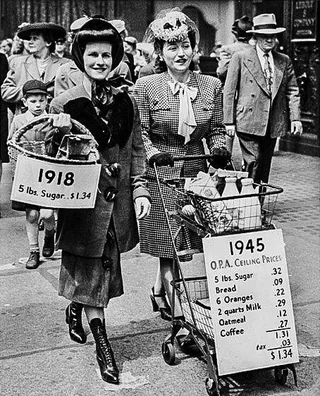 1918
5 lbs. Sugar . $1.34
1945
O.P.A. CEILING PRICES
5 lbs. Sugar .32
Bread .09
6 Oranges .22
2 quarts Milk .29
Oatmeal .12
Coffee .27
1.31
tax .03
$1.34